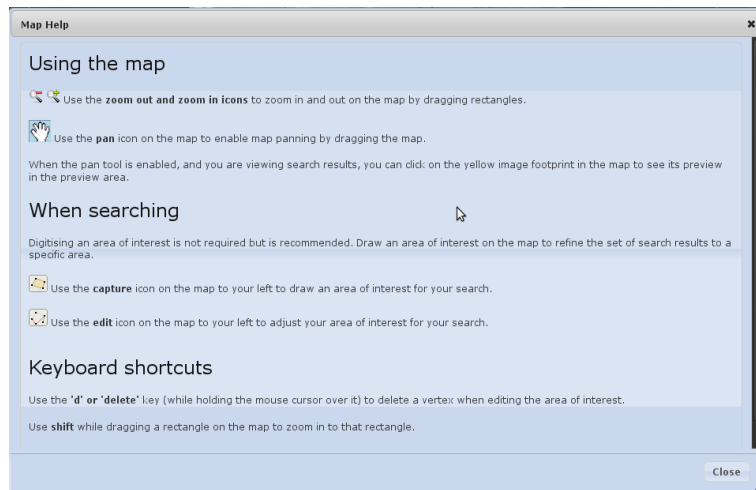 Map Help
Using the map
Use the zoom out and zoom in icons to zoom in and out on the map by dragging rectangles.
Use the pan icon on the map to enable map panning by dragging the map.
When the pan tool is enabled, and you are viewing search results, you can click on the yellow image footprint in the map to see its preview
in the preview area.
When searching
Digitising an area of interest is not required but is recommended. Draw an area of interest on the map to refine the set of search results to a
specific area.
Use the capture icon on the map to your left to draw an area of interest for your search.
Use the edit icon on the map to your left to adjust your area of interest for your search.
Keyboard shortcuts
Use the 'd' or 'delete' key (while holding the mouse cursor over it) to delete a vertex when editing the area of interest.
Use shift while dragging a rectangle on the map to zoom in to that rectangle.
Close